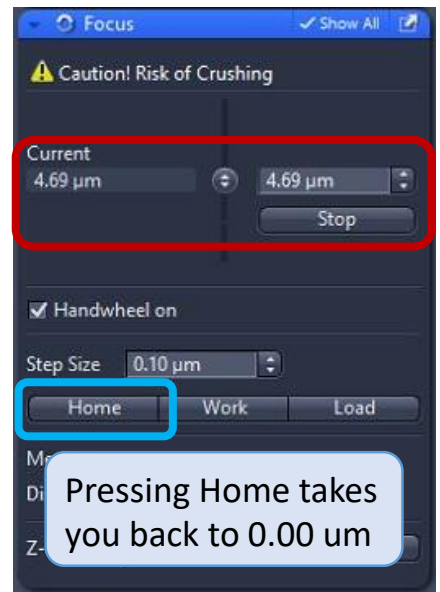 Focus
Show All
Caution! Risk of Crushing
Current
4.69 µm
4.69 µm
Stop
Handwheel on
Step Size 0.10 µm
Home Work Load
Pressing Home takes
you back to 0.00 um
Z-